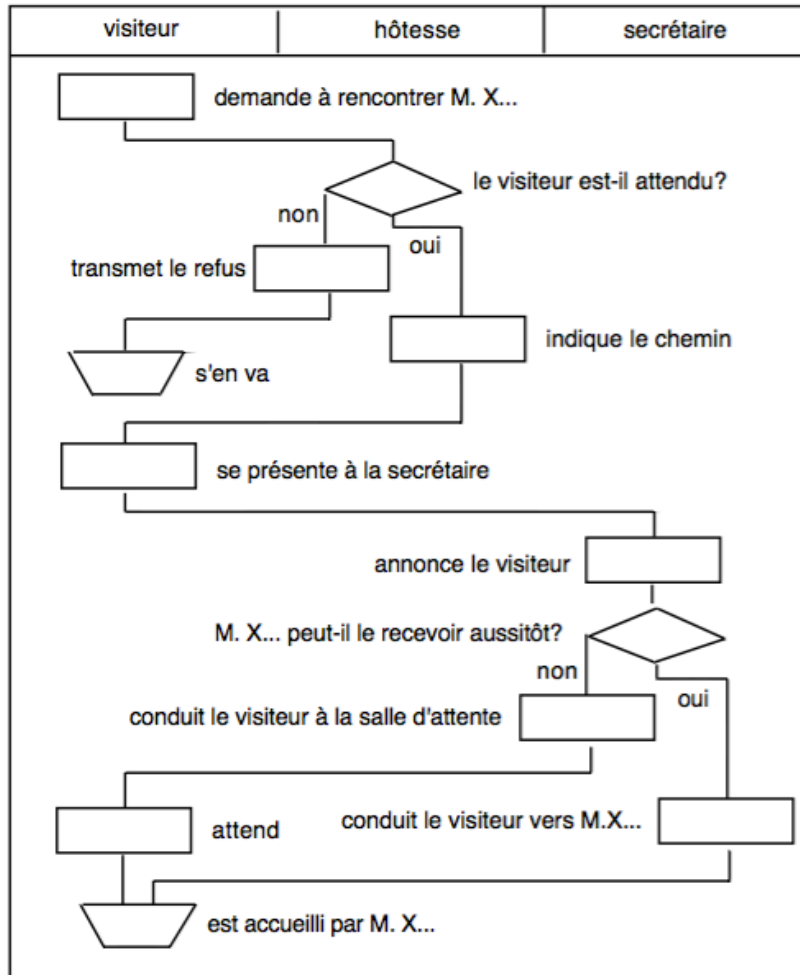 visiteur
hôtesse
secrétaire
demande à rencontrer M. X...
le visiteur est-il attendu?
non
oui
transmet le refus
indique le chemin
s'en va
se présente à la secrétaire
annonce le visiteur
M. X... peut-il le recevoir aussitôt?
non
oui
conduit le visiteur à la salle d'attente
attend
conduit le visiteur vers M.X...
est accueilli par M. X...